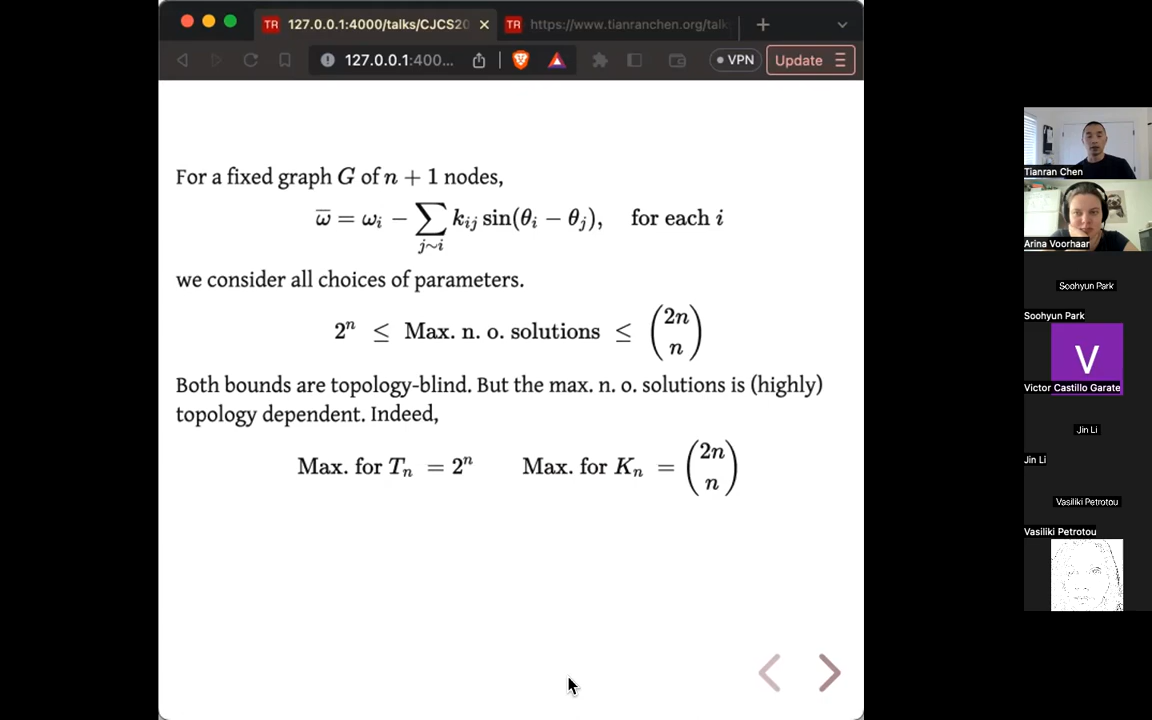 127.0.0.1:4000/talks/CJCS20
https://www.tianranchen.org/talk
127.0.0.1:400...
VPN
Update
For a fixed graph G of n + 1 nodes,
ω̅ = ωᵢ − ∑_{j∼i} kᵢⱼ sin(θᵢ − θⱼ), for each i
we consider all choices of parameters.
2ⁿ ≤ Max. n. o. solutions ≤ (2n n)
Both bounds are topology-blind. But the max. n. o. solutions is (highly)
topology dependent. Indeed,
Max. for Tₙ = 2ⁿ Max. for Kₙ = (2n n)
Tianran Chen
Arina Voorhaar
Soohyun Park
Soohyun Park
V
Victor Castillo Garate
Jin Li
Jin Li
Vasiliki Petrotou
Vasiliki Petrotou